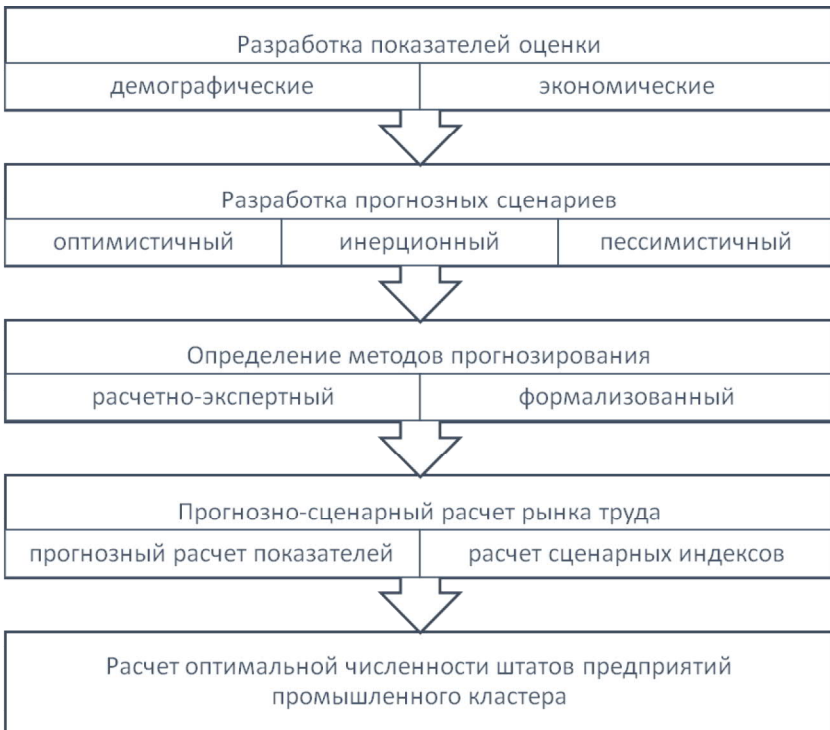 Разработка показателей оценки
демографические экономические
Разработка прогнозных сценариев
оптимистичный инерционный пессимистичный
Определение методов прогнозирования
расчетно-экспертный формализованный
Прогнозно-сценарный расчет рынка труда
прогнозный расчет показателей расчет сценарных индексов
Расчет оптимальной численности штатов предприятий
промышленного кластера